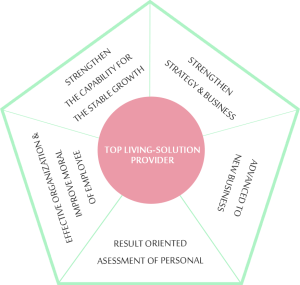 STRENGTHEN
THE CAPABILITY FOR
THE STABLE GROWTH
STRENGTHEN
STRATEGY & BUSINESS
TOP LIVING-SOLUTION
PROVIDER
EFFECTIVE ORGANIZATION &
IMPROVE MORAL
OF EMPLOYEE
ADVANCED TO
NEW BUSINESS
RESULT ORIENTED
ASESSMENT OF PERSONAL